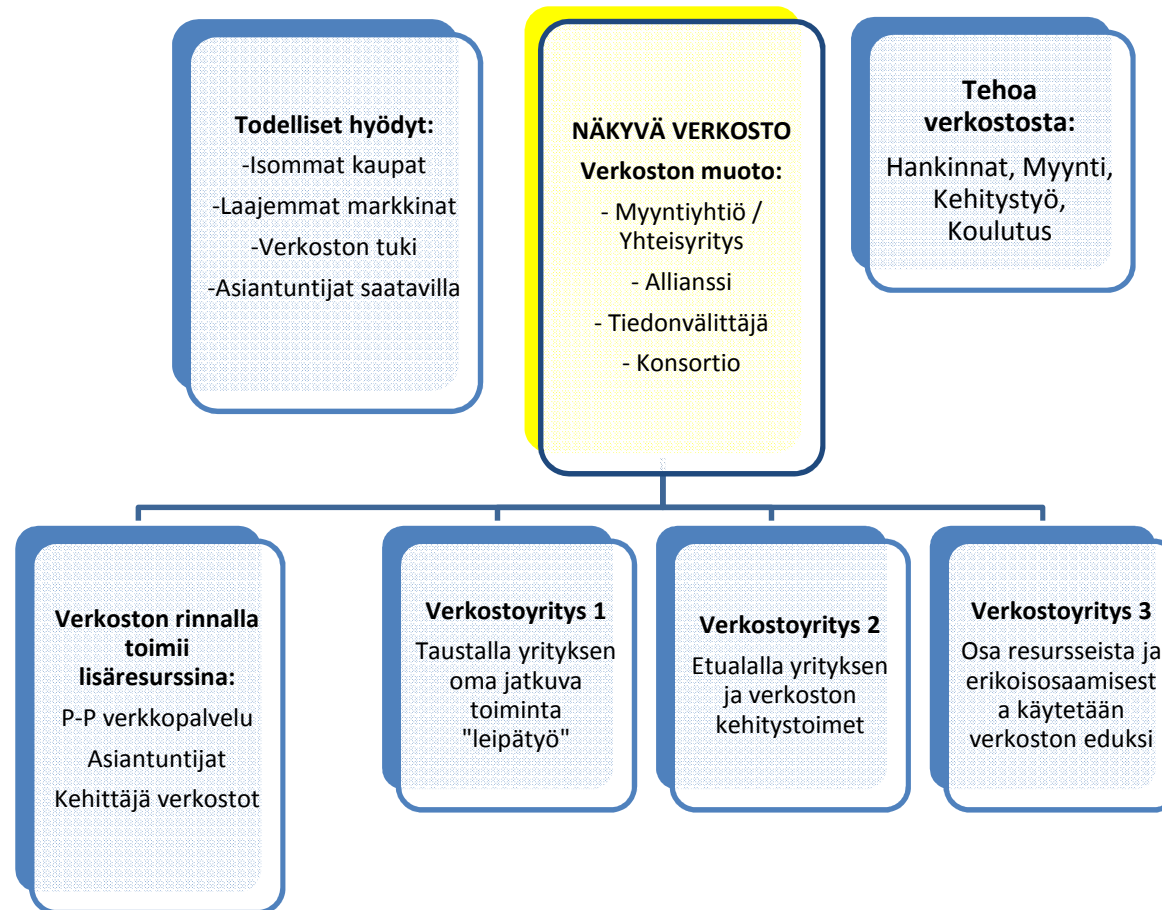 Todelliset hyödyt:
-Isommat kaupat
-Laajemmat markkinat
-Verkoston tuki
-Asiantuntijat saatavilla
NÄKYVÄ VERKOSTO
Verkoston muoto:
- Myyntiyhtiö /
Yhteisyritys
- Allianssi
- Tiedonvälittäjä
- Konsortio
Tehoa
verkostosta:
Hankinnat, Myynti,
Kehitystyö,
Koulutus
Verkoston rinnalla
toimii
lisäresurssina:
P-P verkkopalvelu
Asiantuntijat
Kehittäjä verkostot
Verkostoyritys 1
Taustalla yrityksen
oma jatkuva
toiminta
"leipätyö"
Verkostoyritys 2
Etualalla yrityksen
ja verkoston
kehitystoimet
Verkostoyritys 3
Osa resursseista ja
erikoisosaamisest
a käytetään
verkoston eduksi